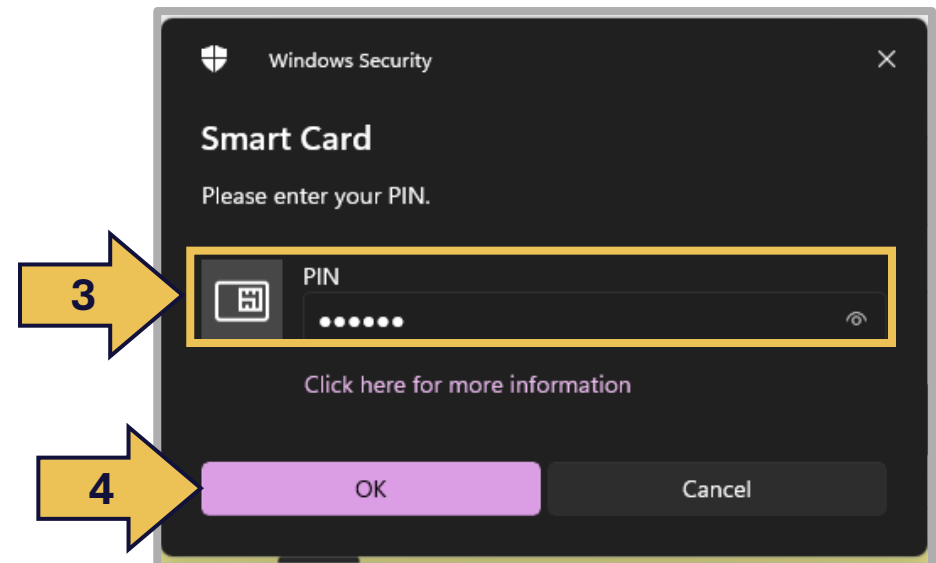 Windows Security
Smart Card
Please enter your PIN.
3
PIN
••••••
Click here for more information
4
OK
Cancel